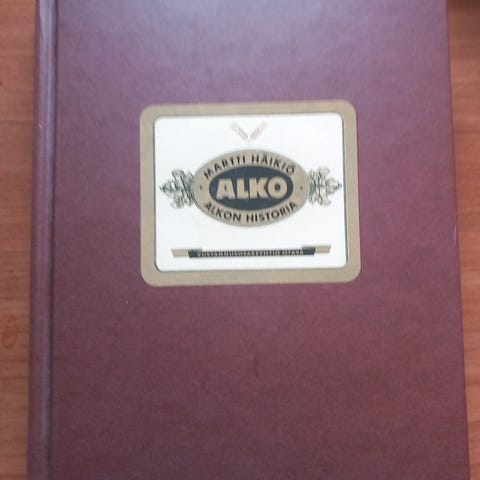 MARTTI HÄIKIÖ
ALKO
ALKON HISTORIA
KUSTANNUSOSAKEYHTIÖ OTAVA